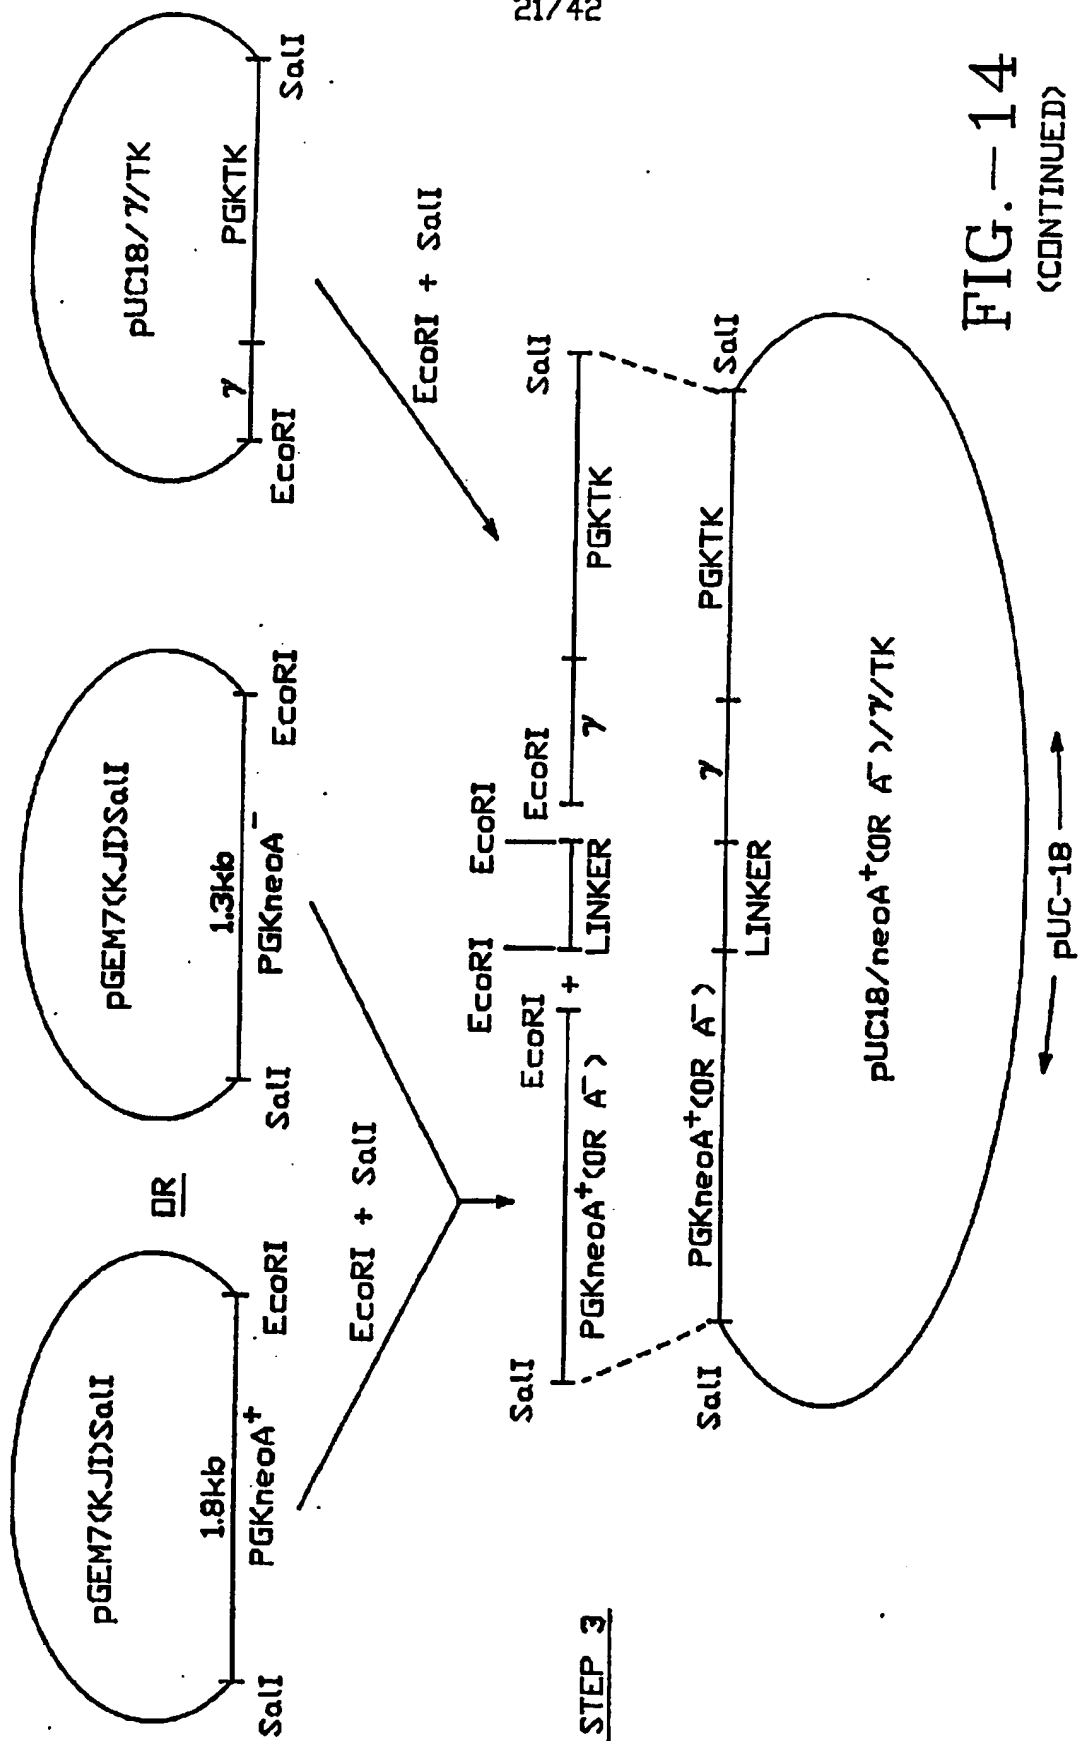 21/42
pGEM7(KJ1)SalI
1.8kb
SalI
EcoRI
PGKneoA+
OR
pGEM7(KJ1)SalI
1.3kb
SalI
EcoRI
PGKneoA-
pUC18/γ/TK
γ
PGKTK
EcoRI
SalI
EcoRI + SalI
EcoRI + SalI
STEP 3
SalI
EcoRI
+
EcoRI
EcoRI
EcoRI
SalI
PGKneoA+(OR A-)
LINKER
γ
PGKTK
SalI
PGKneoA+(OR A-)
LINKER
γ
PGKTK
SalI
pUC18/neoA+(OR A-)/γ/TK
pUC-18
FIG.-14
(CONTINUED)